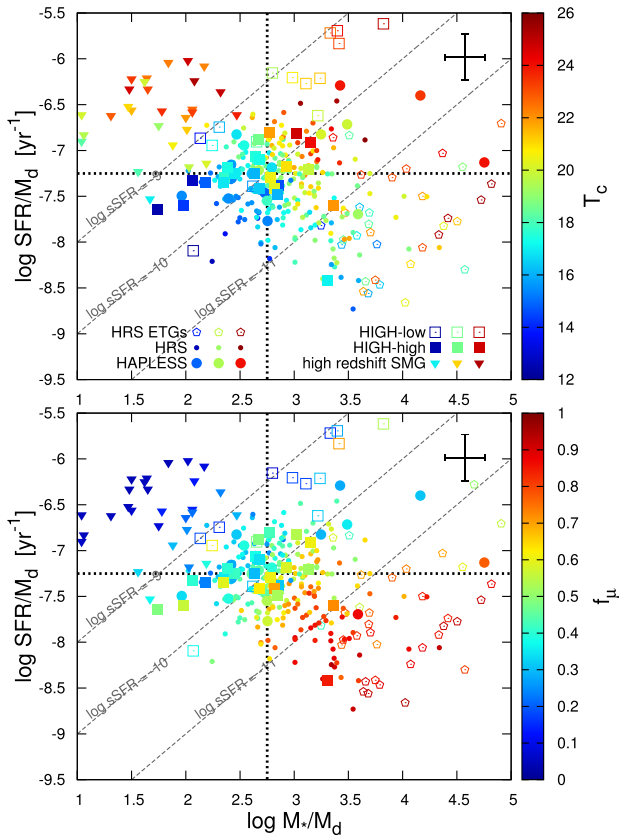 -5.5
-6
-6.5
-7
-7.5
-8
-8.5
-9
-9.5
log SFR/M_d [yr^-1]
log sSFR = -9
log sSFR = -10
log sSFR = -11
HRS ETGs
HRS
HAPLESS
HIGH-low
HIGH-high
high redshift SMG
1 1.5 2 2.5 3 3.5 4 4.5 5
26
24
22
20
18
16
14
12
T_c
-5.5
-6
-6.5
-7
-7.5
-8
-8.5
-9
-9.5
log SFR/M_d [yr^-1]
log sSFR = -9
log sSFR = -10
log sSFR = -11
1 1.5 2 2.5 3 3.5 4 4.5 5
log M_*/M_d
1
0.9
0.8
0.7
0.6
0.5
0.4
0.3
0.2
0.1
0
f_μ